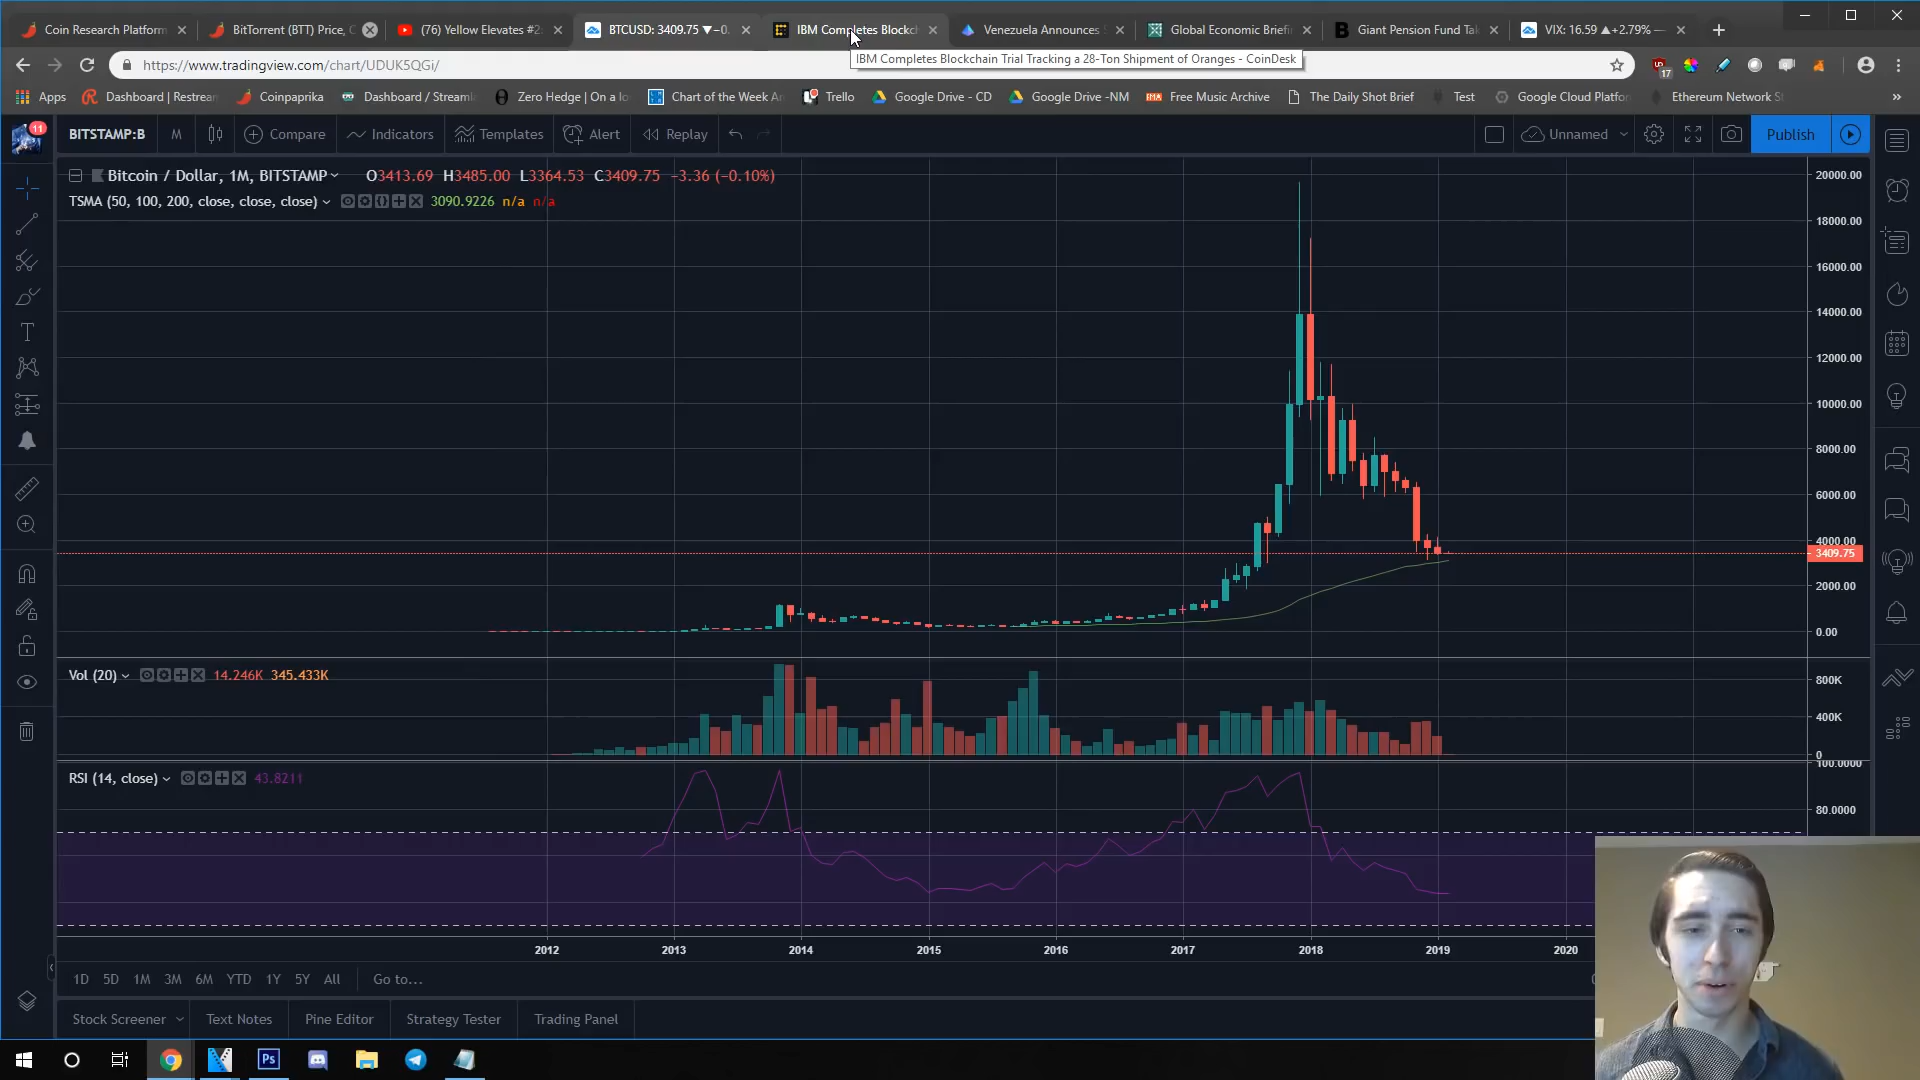 Coin Research Platform
BitTorrent (BTT) Price, C
(76) Yellow Elevates #2
BTCUSD: 3409.75 ▼−0.
IBM Completes Blockch
Venezuela Announces
Global Economic Briefi
Giant Pension Fund Tak
VIX: 16.59 ▲+2.79% —
https://www.tradingview.com/chart/UDUK5QGi/
IBM Completes Blockchain Trial Tracking a 28-Ton Shipment of Oranges - CoinDesk
17
Apps
Dashboard | Restrea
Coinpaprika
Dashboard / Streaml
Zero Hedge | On a lo
Chart of the Week A
Trello
Google Drive - CD
Google Drive -NM
Free Music Archive
The Daily Shot Brief
Test
Google Cloud Platfo
Ethereum Network S
»
11
BITSTAMP:B
M
Compare
Indicators
Templates
Alert
Replay
Unnamed
Publish
Bitcoin / Dollar, 1M, BITSTAMP
O3413.69 H3485.00 L3364.53 C3409.75 −3.36 (−0.10%)
TSMA (50, 100, 200, close, close, close)
3090.9226 n/a n/a
20000.00
18000.00
16000.00
14000.00
12000.00
10000.00
8000.00
6000.00
4000.00
3409.75
2000.00
0.00
Vol (20)
14.246K 345.433K
800K
400K
0
RSI (14, close)
43.8211
100.0000
80.0000
2012 2013 2014 2015 2016 2017 2018 2019 2020
1D 5D 1M 3M 6M YTD 1Y 5Y All Go to...
Stock Screener
Text Notes
Pine Editor
Strategy Tester
Trading Panel
Ps